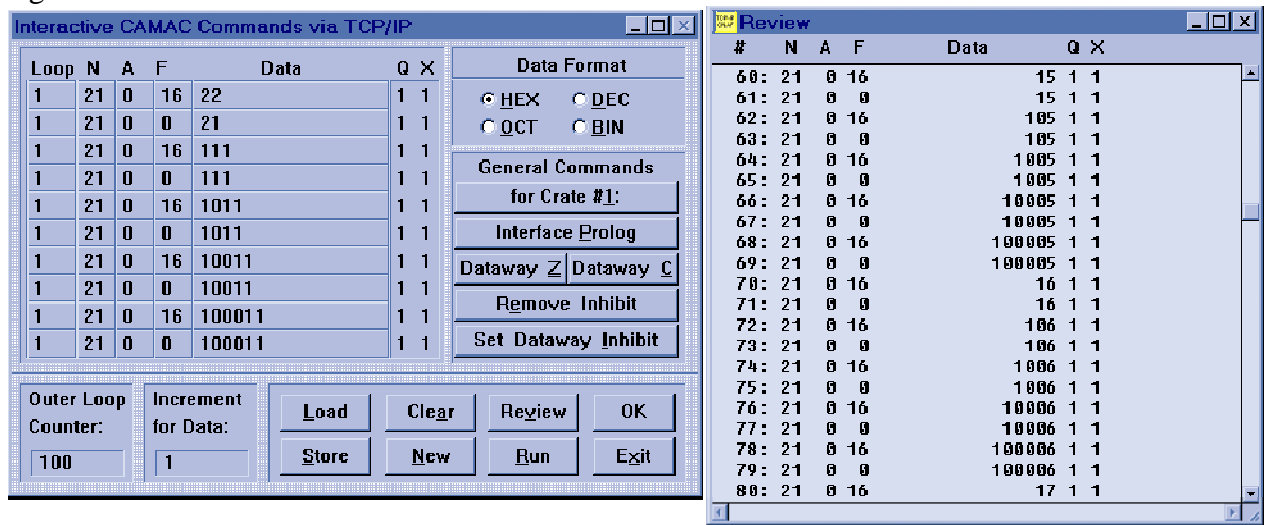 Interactive CAMAC Commands via TCP/IP
Loop N A F Data Q X
1 21 0 16 22 1 1
1 21 0 0 21 1 1
1 21 0 16 111 1 1
1 21 0 0 111 1 1
1 21 0 16 1011 1 1
1 21 0 0 1011 1 1
1 21 0 16 10011 1 1
1 21 0 0 10011 1 1
1 21 0 16 100011 1 1
1 21 0 0 100011 1 1
Data Format
HEX DEC
OCT BIN
General Commands
for Crate #1:
Interface Prolog
Dataway Z Dataway C
Remove Inhibit
Set Dataway Inhibit
Outer Loop
Counter:
100
Increment
for Data:
1
Load Clear Review OK
Store New Run Exit
Review
# N A F Data Q X
60: 21 0 16 15 1 1
61: 21 0 0 15 1 1
62: 21 0 16 105 1 1
63: 21 0 0 105 1 1
64: 21 0 16 1005 1 1
65: 21 0 0 1005 1 1
66: 21 0 16 10005 1 1
67: 21 0 0 10005 1 1
68: 21 0 16 100005 1 1
69: 21 0 0 100005 1 1
70: 21 0 16 16 1 1
71: 21 0 0 16 1 1
72: 21 0 16 106 1 1
73: 21 0 0 106 1 1
74: 21 0 16 1006 1 1
75: 21 0 0 1006 1 1
76: 21 0 16 10006 1 1
77: 21 0 0 10006 1 1
78: 21 0 16 100006 1 1
79: 21 0 0 100006 1 1
80: 21 0 16 17 1 1